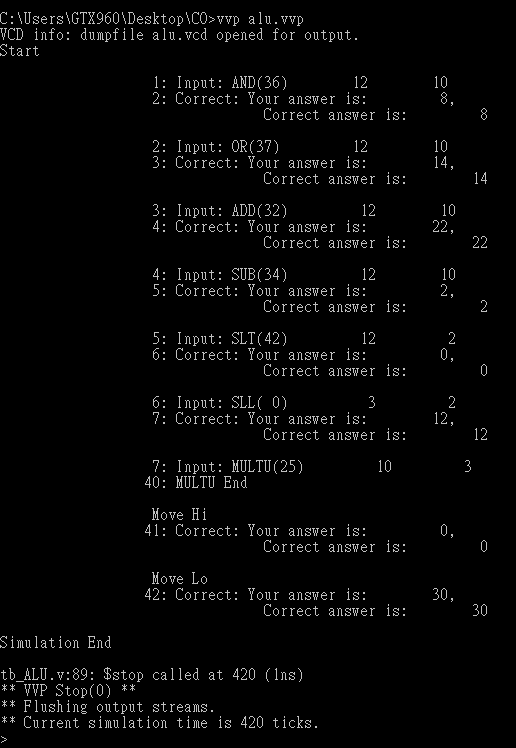 C:\Users\GTX960\Desktop\CO>vvp alu.vvp
VCD info: dumpfile alu.vcd opened for output.
Start
1: Input: AND(36) 12 10
2: Correct: Your answer is: 8,
Correct answer is: 8
2: Input: OR(37) 12 10
3: Correct: Your answer is: 14,
Correct answer is: 14
3: Input: ADD(32) 12 10
4: Correct: Your answer is: 22,
Correct answer is: 22
4: Input: SUB(34) 12 10
5: Correct: Your answer is: 2,
Correct answer is: 2
5: Input: SLT(42) 12 2
6: Correct: Your answer is: 0,
Correct answer is: 0
6: Input: SLL( 0) 3 2
7: Correct: Your answer is: 12,
Correct answer is: 12
7: Input: MULTU(25) 10 3
40: MULTU End
Move Hi
41: Correct: Your answer is: 0,
Correct answer is: 0
Move Lo
42: Correct: Your answer is: 30,
Correct answer is: 30
Simulation End
tb_ALU.v:89: $stop called at 420 (1ns)
** VVP Stop(0) **
** Flushing output streams.
** Current simulation time is 420 ticks.
>